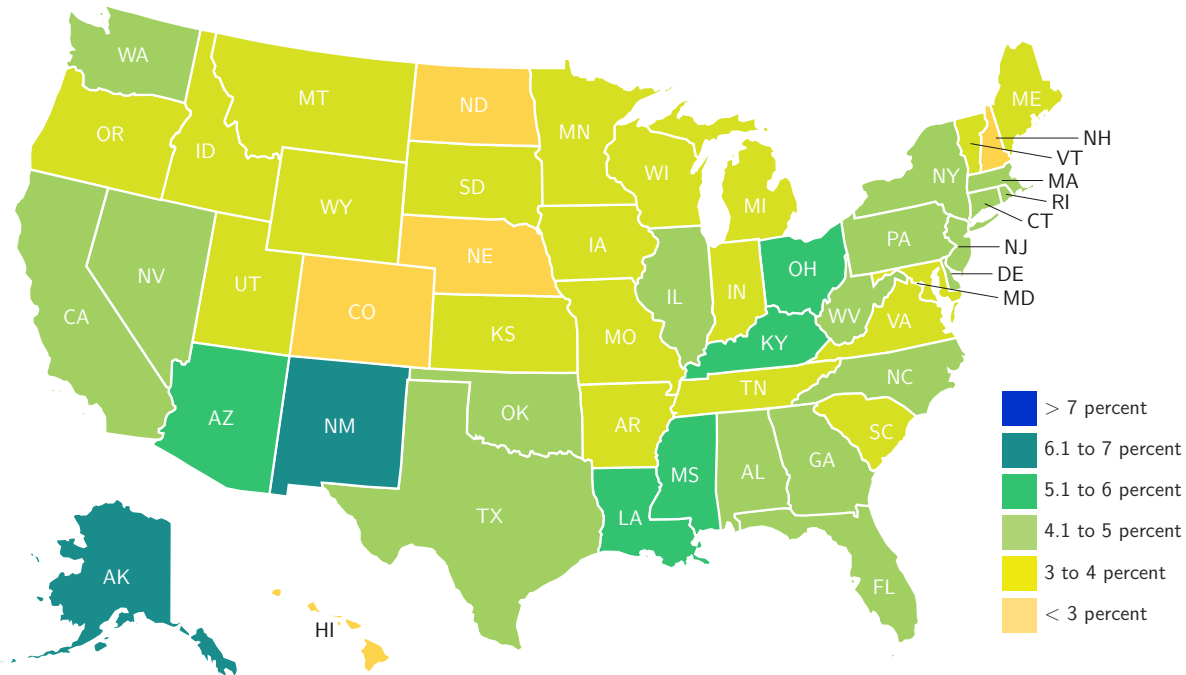 WA
MT
ND
ME
OR
ID
MN
NH
VT
SD
WI
NY
MA
WY
MI
RI
CT
IA
PA
NJ
NE
OH
DE
NV
UT
IL
IN
MD
CA
CO
WV
VA
KS
MO
KY
NC
TN
AZ
NM
OK
AR
SC
> 7 percent
6.1 to 7 percent
5.1 to 6 percent
4.1 to 5 percent
3 to 4 percent
< 3 percent
MS
AL
GA
TX
LA
AK
FL
HI